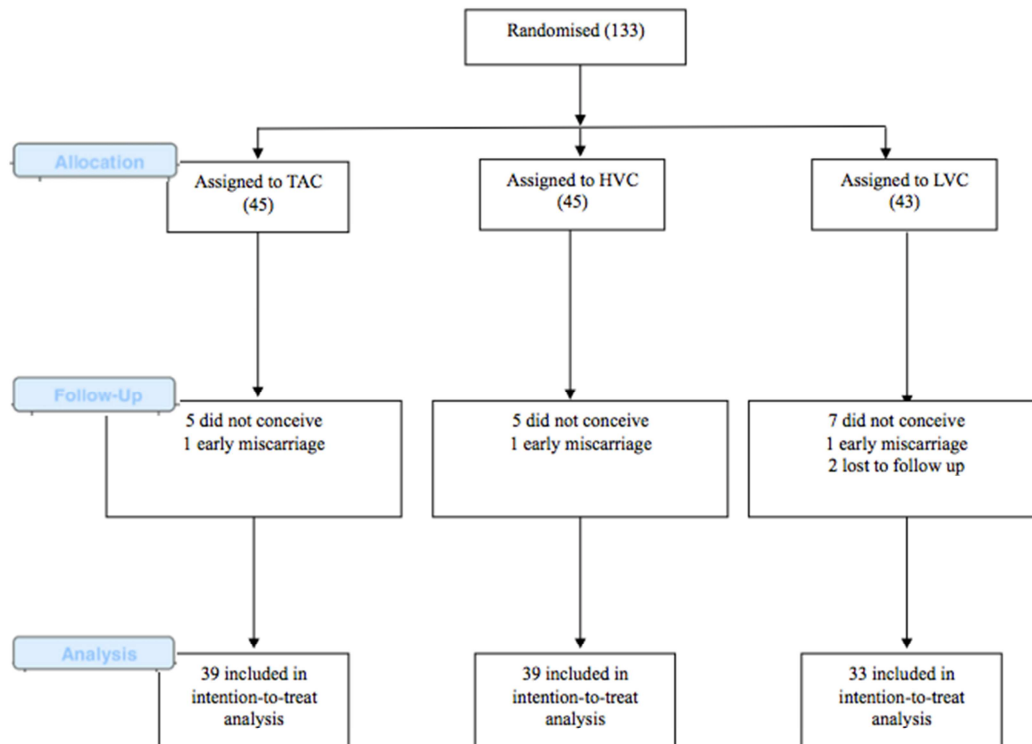 Randomised (133)
Allocation
Assigned to TAC
(45)
Assigned to HVC
(45)
Assigned to LVC
(43)
Follow-Up
5 did not conceive
1 early miscarriage
5 did not conceive
1 early miscarriage
7 did not conceive
1 early miscarriage
2 lost to follow up
Analysis
39 included in
intention-to-treat
analysis
39 included in
intention-to-treat
analysis
33 included in
intention-to-treat
analysis